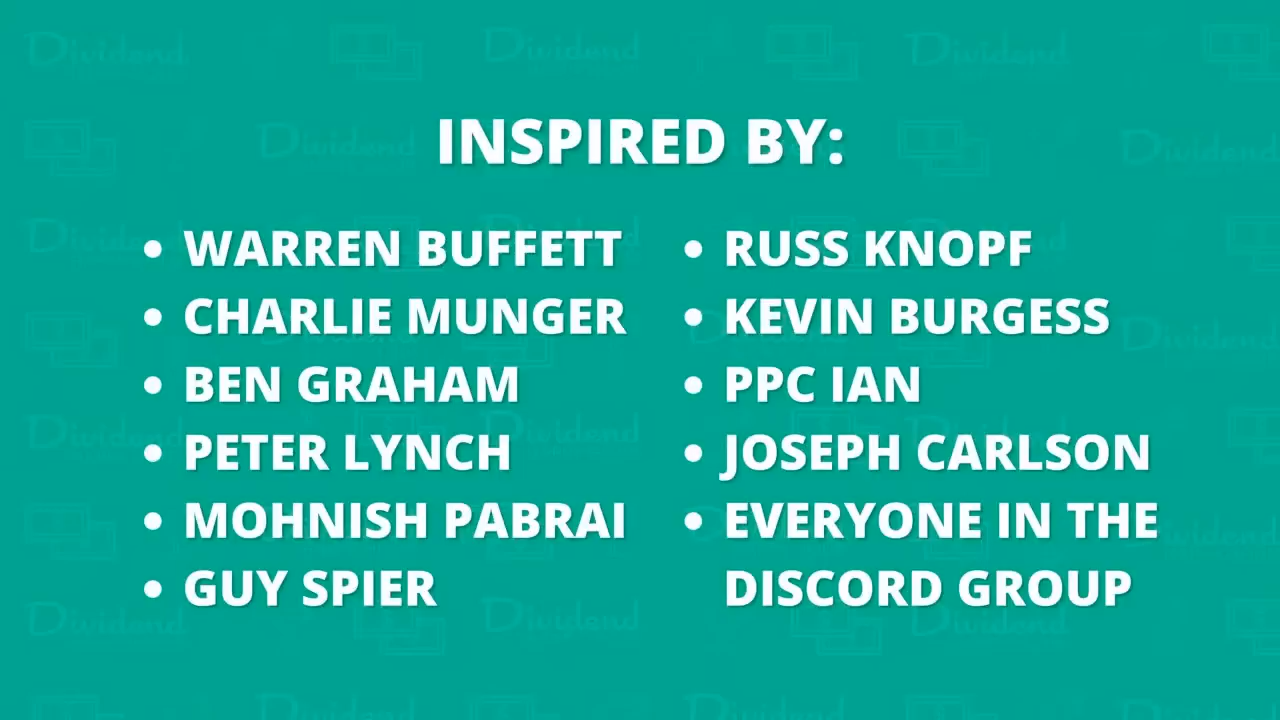 INSPIRED BY:
• WARREN BUFFETT
• CHARLIE MUNGER
• BEN GRAHAM
• PETER LYNCH
• MOHNISH PABRAI
• GUY SPIER
• RUSS KNOPF
• KEVIN BURGESS
• PPC IAN
• JOSEPH CARLSON
• EVERYONE IN THE
DISCORD GROUP